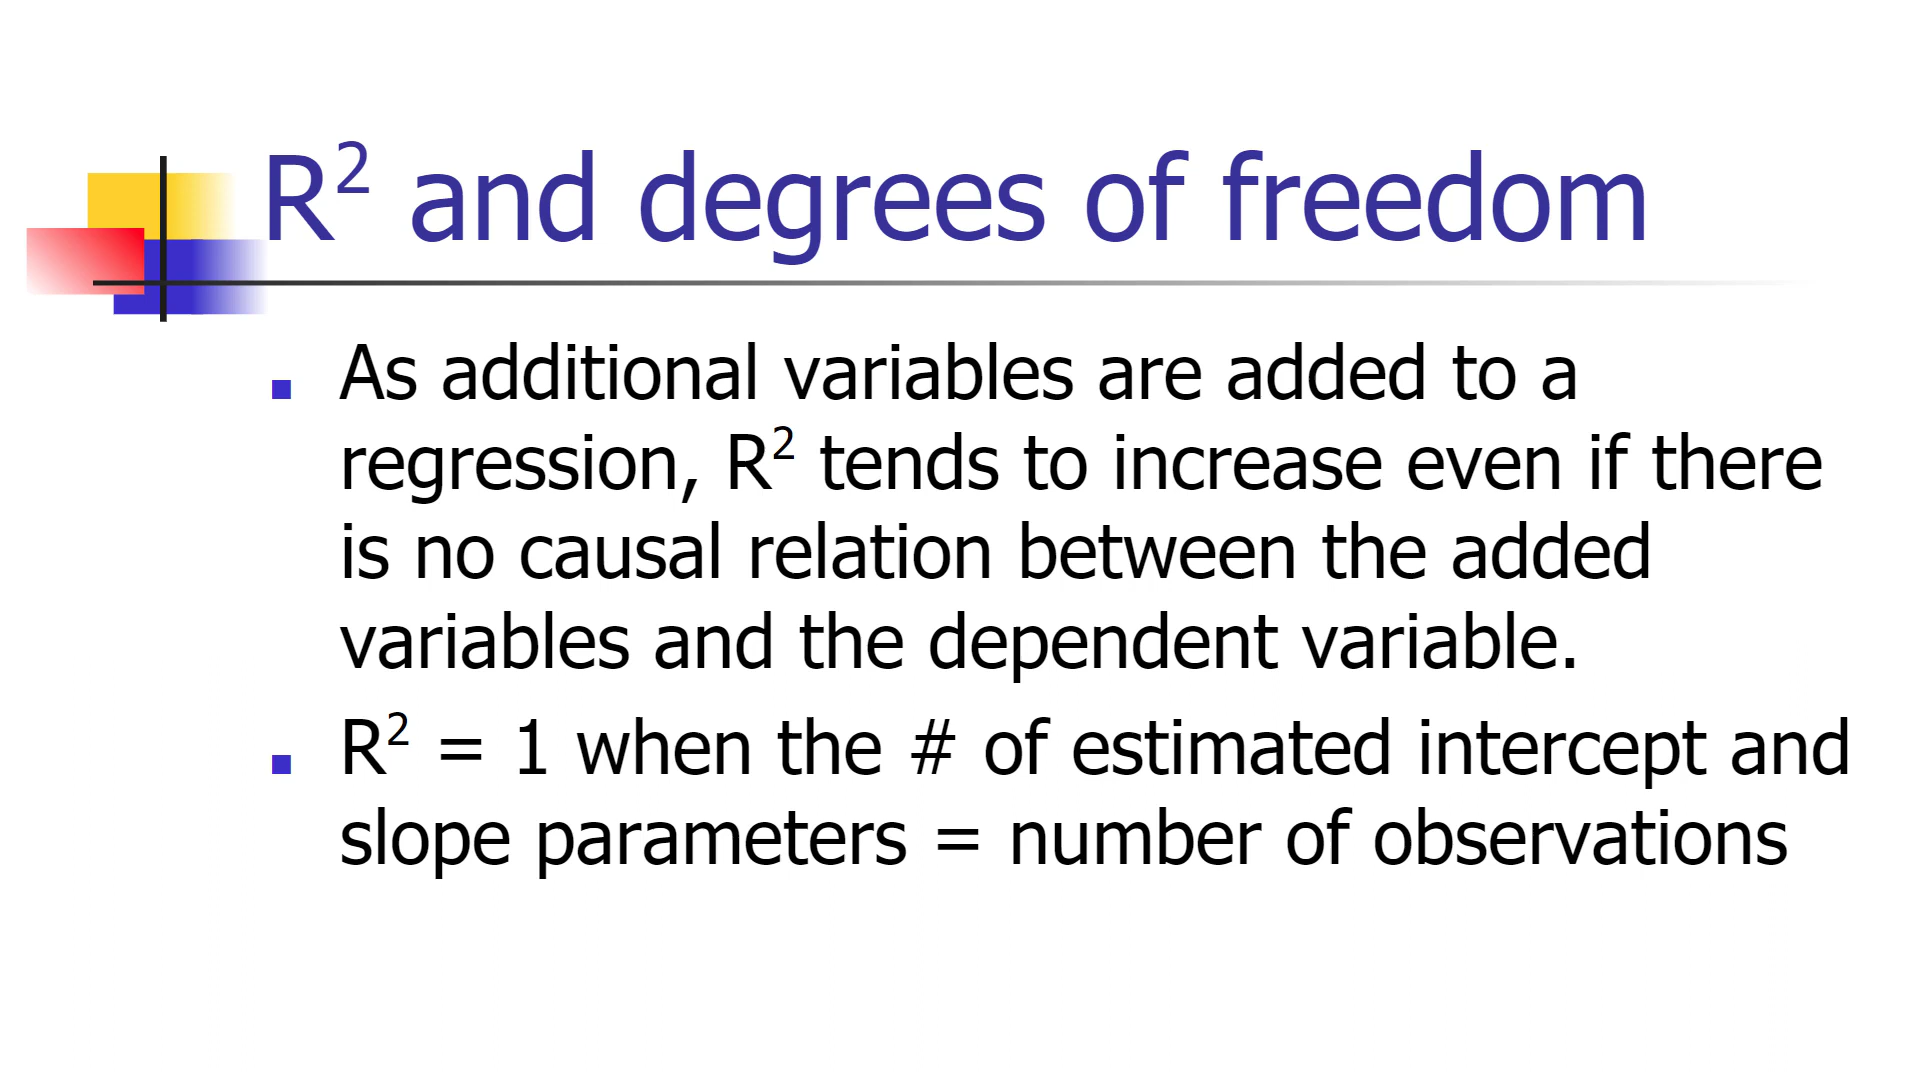 R² and degrees of freedom
As additional variables are added to a
regression, R² tends to increase even if there
is no causal relation between the added
variables and the dependent variable.
R² = 1 when the # of estimated intercept and
slope parameters = number of observations